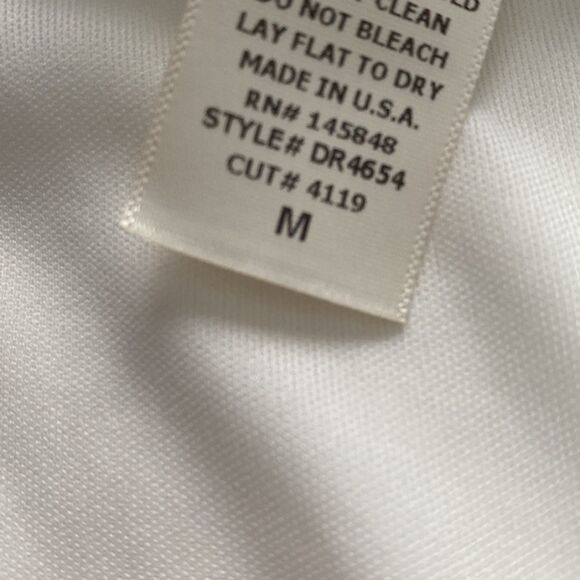 CLEAN
DO NOT BLEACH
LAY FLAT TO DRY
MADE IN U.S.A.
RN# 145848
STYLE# DR4654
CUT# 4119
M